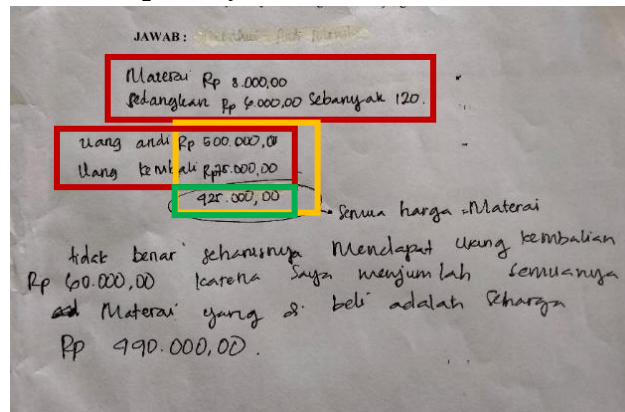 JAWAB :
Materai Rp 8.000,00
Sedangkan Rp 6.000,00 Sebanyak 120.
uang andi Rp 500.000,00
Uang kembali Rp75.000,00
425.000,00
Semua harga =Materai
tidak benar seharusnya Mendapat uang kembalian
Rp 60.000,00 karena Saya menjumlah semuanya
Materai yang di beli adalah Seharga
Rp 440.000,00.